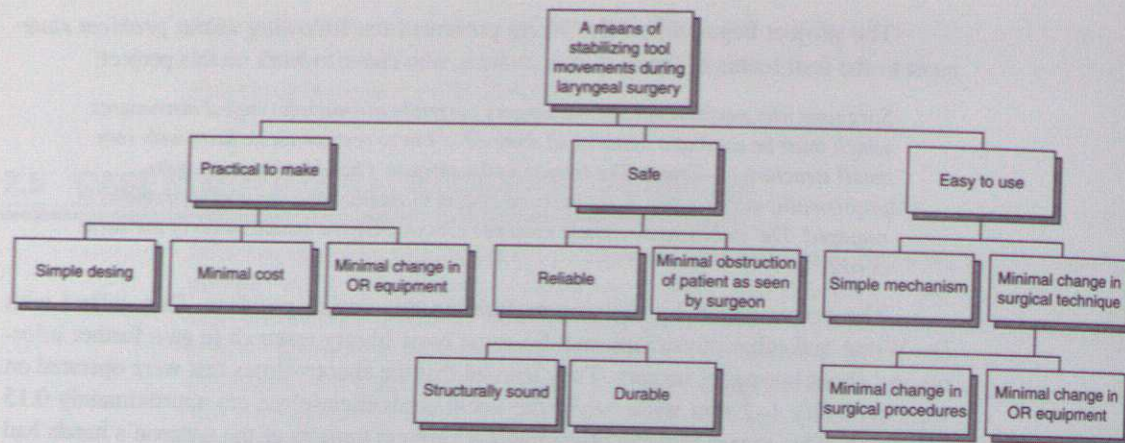 A means of
stabilizing tool
movements during
laryngeal surgery
Practical to make
Safe
Easy to use
Simple desing
Minimal cost
Minimal change in
OR equipment
Reliable
Minimal obstruction
of patient as seen
by surgeon
Simple mechanism
Minimal change in
surgical technique
Structurally sound
Durable
Minimal change in
surgical procedures
Minimal change in
OR equipment